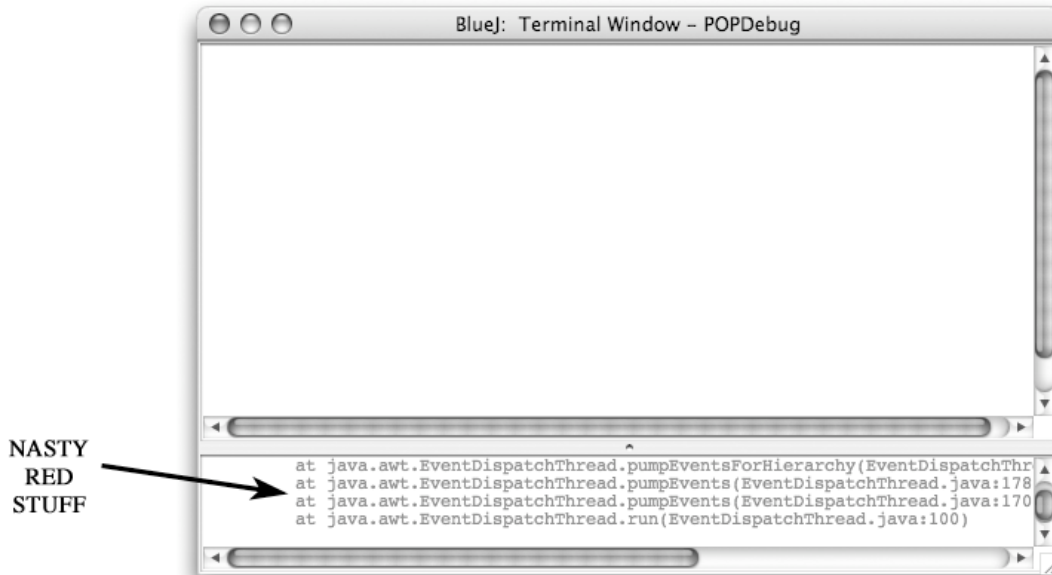 BlueJ: Terminal Window – POPDebug
NASTY
RED
STUFF
at java.awt.EventDispatchThread.pumpEventsForHierarchy(EventDispatchThr
at java.awt.EventDispatchThread.pumpEvents(EventDispatchThread.java:178
at java.awt.EventDispatchThread.pumpEvents(EventDispatchThread.java:170
at java.awt.EventDispatchThread.run(EventDispatchThread.java:100)